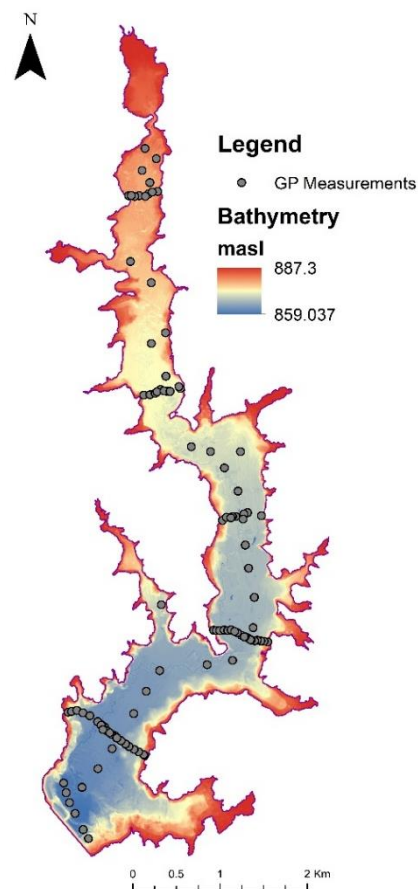 N
Legend
GP Measurements
Bathymetry
masl
887.3
859.037
0 0.5 1 2 Km